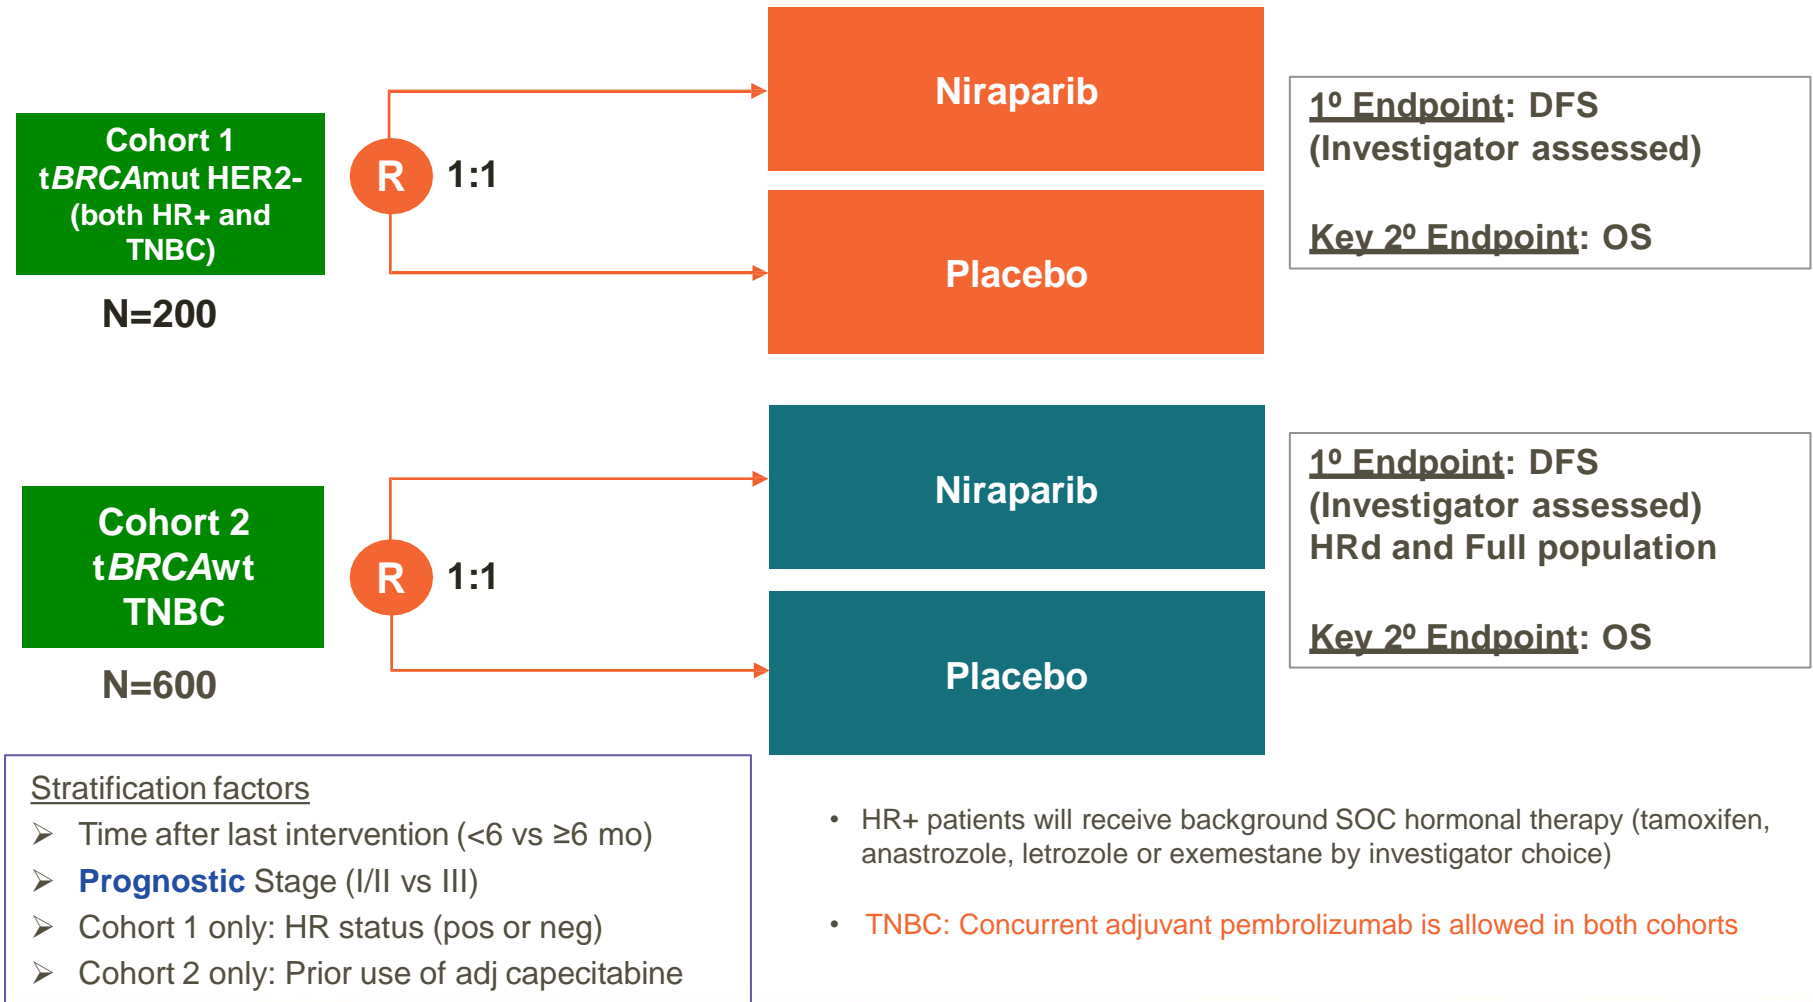 Cohort 1
tBRCAmut HER2-
(both HR+ and
TNBC)
N=200
R
1:1
Niraparib
Placebo
1º Endpoint: DFS
(Investigator assessed)
Key 2º Endpoint: OS
Cohort 2
tBRCAwt
TNBC
N=600
R
1:1
Niraparib
Placebo
1º Endpoint: DFS
(Investigator assessed)
HRd and Full population
Key 2º Endpoint: OS
Stratification factors
➢ Time after last intervention (<6 vs ≥6 mo)
➢ Prognostic Stage (I/II vs III)
➢ Cohort 1 only: HR status (pos or neg)
➢ Cohort 2 only: Prior use of adj capecitabine
• HR+ patients will receive background SOC hormonal therapy (tamoxifen,
anastrozole, letrozole or exemestane by investigator choice)
• TNBC: Concurrent adjuvant pembrolizumab is allowed in both cohorts